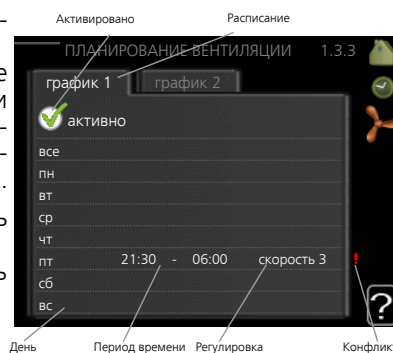 Активировано Расписание
ПЛАНИРОВАНИЕ ВЕНТИЛЯЦИИ 1.3.3
график 1 график 2
активно
все
пн
вт
ср
чт
пт 21:30 - 06:00 скорость 3 !
сб
вс
?
День Период времени Регулировка Конфликт